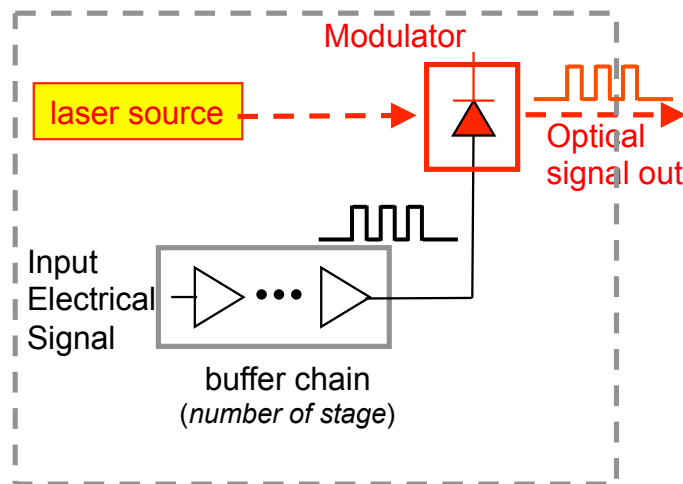 Modulator
laser source
Optical
signal out
Input
Electrical
Signal
buffer chain
(number of stage)